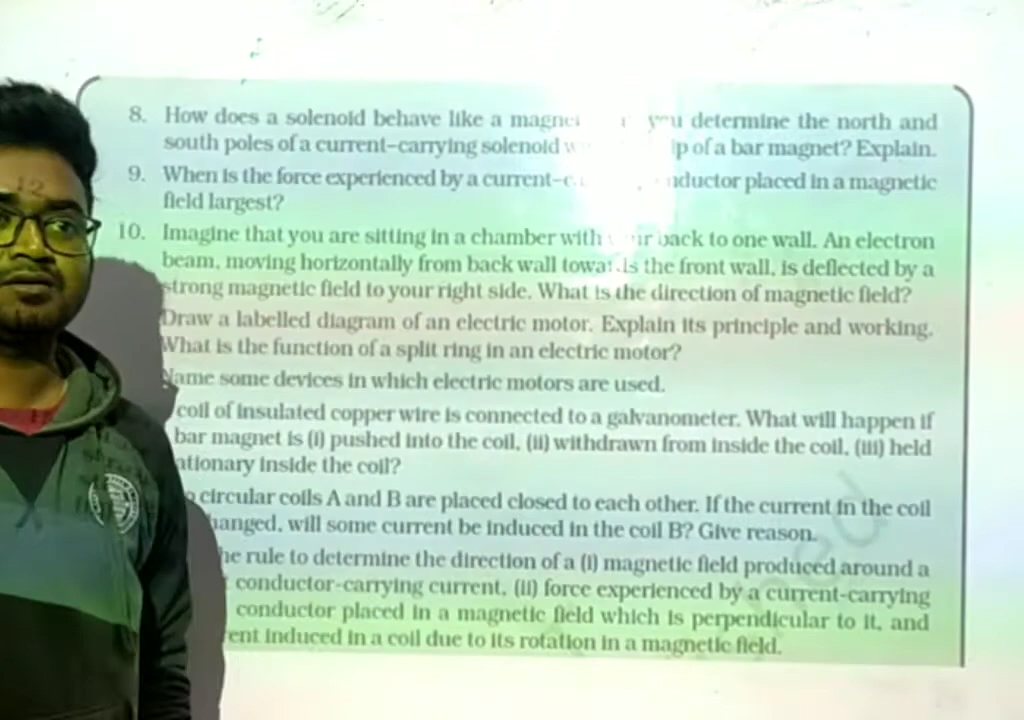 8. How does a solenoid behave like a magne you determine the north and
south poles of a current-carrying solenoid w ip of a bar magnet? Explain.
9. When is the force experienced by a current-c nductor placed in a magnetic
field largest?
10. Imagine that you are sitting in a chamber with ur back to one wall. An electron
beam, moving horizontally from back wall towards the front wall, is deflected by a
strong magnetic field to your right side. What is the direction of magnetic field?
Draw a labelled diagram of an electric motor. Explain its principle and working.
What is the function of a split ring in an electric motor?
Name some devices in which electric motors are used.
coil of insulated copper wire is connected to a galvanometer. What will happen if
bar magnet is (i) pushed into the coil, (ii) withdrawn from inside the coil, (iii) held
ationary inside the coil?
o circular coils A and B are placed closed to each other. If the current in the coil
hanged, will some current be induced in the coil B? Give reason.
he rule to determine the direction of a (i) magnetic field produced around a
conductor-carrying current, (ii) force experienced by a current-carrying
conductor placed in a magnetic field which is perpendicular to it, and
ent induced in a coil due to its rotation in a magnetic field.